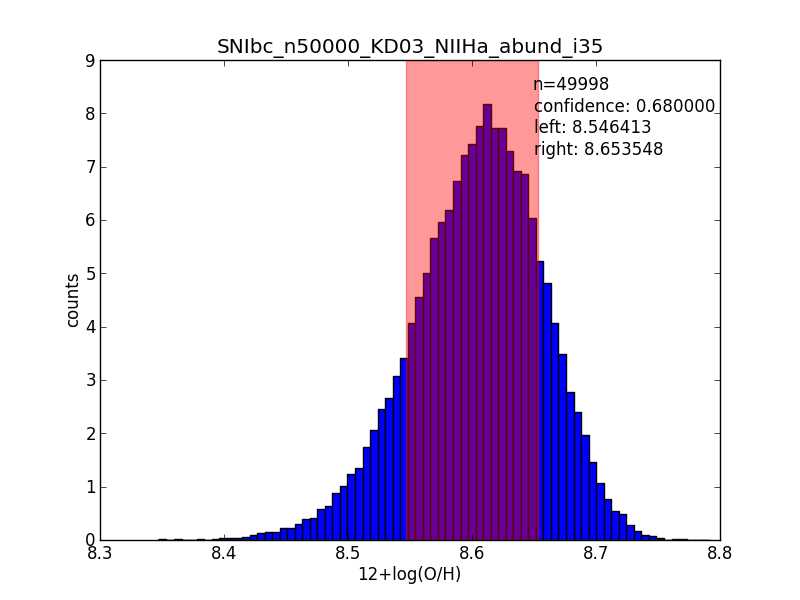 SNIbc_n50000_KD03_NIIHa_abund_i35
9
n=49998
8
confidence: 0.680000
left: 8.546413
right: 8.653548
7
6
5
counts
4
3
2
1
0
8.3 8.4 8.5 8.6 8.7 8.8
12+log(O/H)